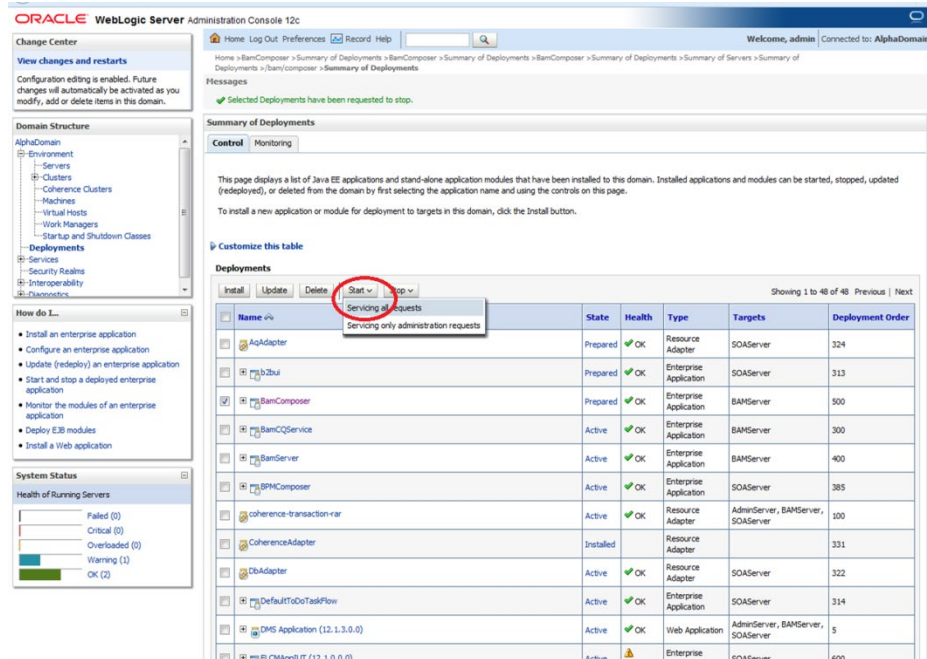 ORACLE WebLogic Server Administration Console 12c
Change Center
View changes and restarts
Configuration editing is enabled. Future
changes will automatically be activated as you
modify, add or delete items in this domain.
Domain Structure
AlphaDomain
Environment
Servers
Clusters
Coherence Clusters
Machines
Virtual Hosts
Work Managers
Startup and Shutdown Classes
Deployments
Services
Security Realms
Interoperability
Diagnostics
How do I...
Install an enterprise application
Configure an enterprise application
Update (redeploy) an enterprise application
Start and stop a deployed enterprise
application
Monitor the modules of an enterprise
application
Deploy EJB modules
Install a Web application
System Status
Health of Running Servers
Failed (0)
Critical (0)
Overloaded (0)
Warning (1)
OK (2)
Home Log Out Preferences Record Help
Welcome, admin Connected to: AlphaDomain
Home >BamComposer >Summary of Deployments >BamComposer >Summary of Deployments >BamComposer >Summary of Deployments >Summary of Servers >Summary of
Deployments >/bam/composer >Summary of Deployments
Messages
Selected Deployments have been requested to stop.
Summary of Deployments
Control Monitoring
This page displays a list of Java EE applications and stand-alone application modules that have been installed to this domain. Installed applications and modules can be started, stopped, updated
(redeployed), or deleted from the domain by first selecting the application name and using the controls on this page.
To install a new application or module for deployment to targets in this domain, click the Install button.
Customize this table
Deployments
Install Update Delete Start Stop Showing 1 to 48 of 48 Previous | Next
Servicing all requests
Servicing only administration requests
Name State Health Type Targets Deployment Order
AqAdapter Prepared OK Resource Adapter SOAServer 324
b2bui Prepared OK Enterprise Application SOAServer 313
BamComposer Prepared OK Enterprise Application BAMServer 500
BamCQService Active OK Enterprise Application BAMServer 300
BamServer Active OK Enterprise Application BAMServer 400
BPMComposer Active OK Enterprise Application SOAServer 385
coherence-transaction-rar Active OK Resource Adapter AdminServer, BAMServer, SOAServer 100
CoherenceAdapter Installed Resource Adapter 331
DbAdapter Active OK Resource Adapter SOAServer 322
DefaultToDoTaskFlow Active OK Enterprise Application SOAServer 314
DMS Application (12.1.3.0.0) Active OK Web Application AdminServer, BAMServer, SOAServer 5
Active Enterprise SOAServer 600